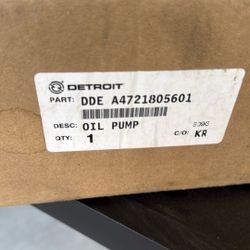 DETROIT
PART: DDE A4721805601
DESC: OIL PUMP
QTY: 1 C/O: KR